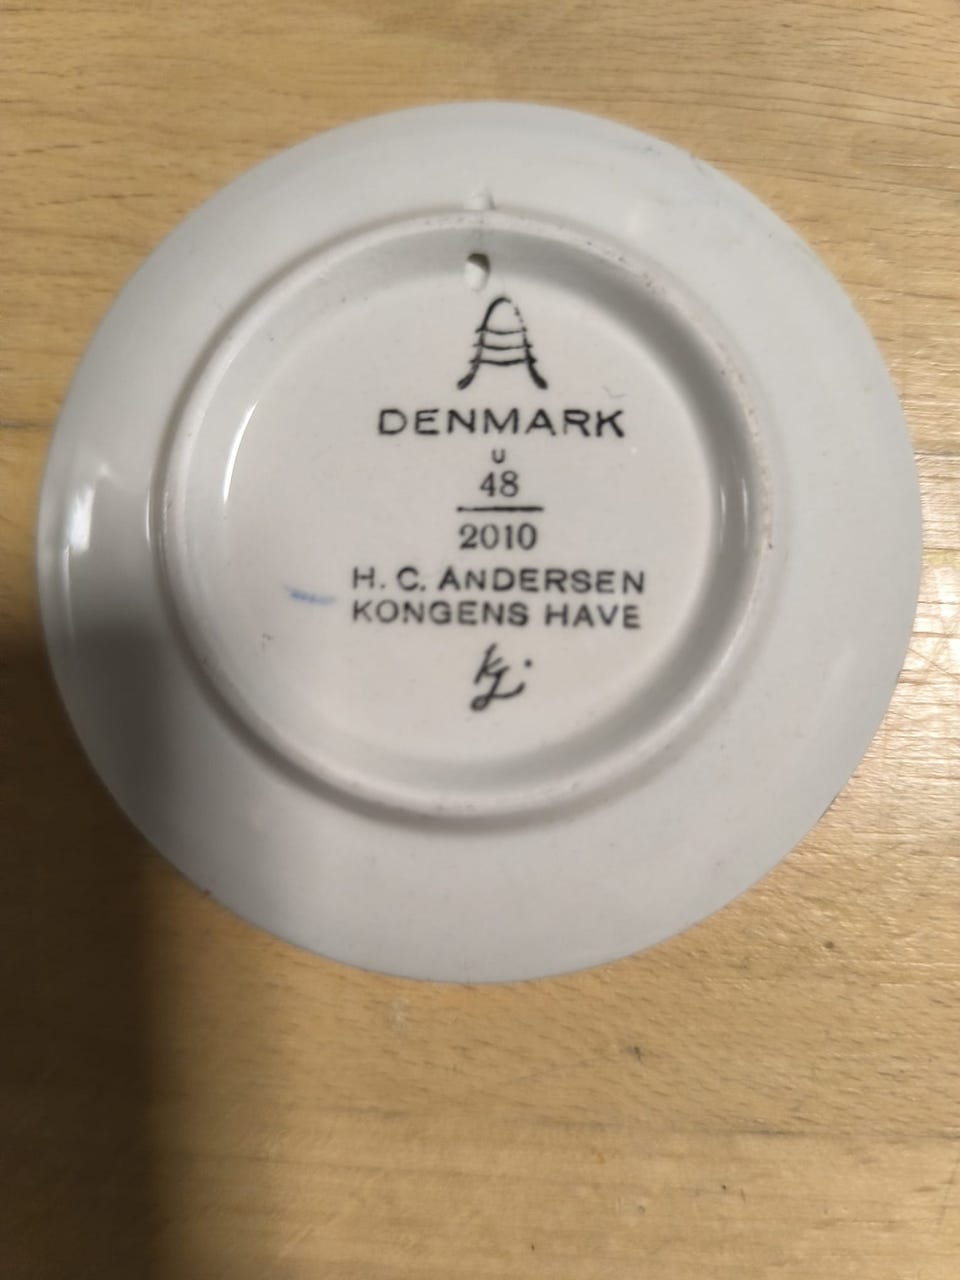 DENMARK
u
48
2010
H. C. ANDERSEN
KONGENS HAVE